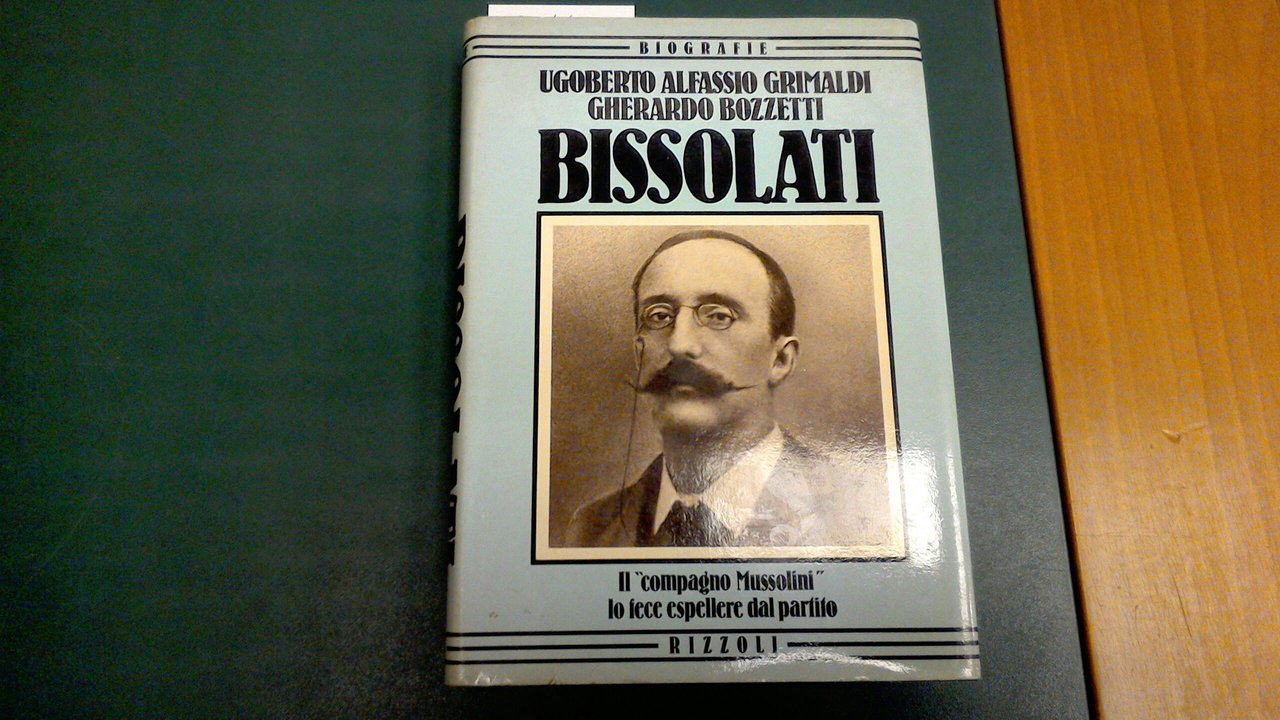 BIOGRAFIE
UGOBERTO ALFASSIO GRIMALDI
GHERARDO BOZZETTI
BISSOLATI
Il "compagno Mussolini"
lo fece espellere dal partito
RIZZOLI